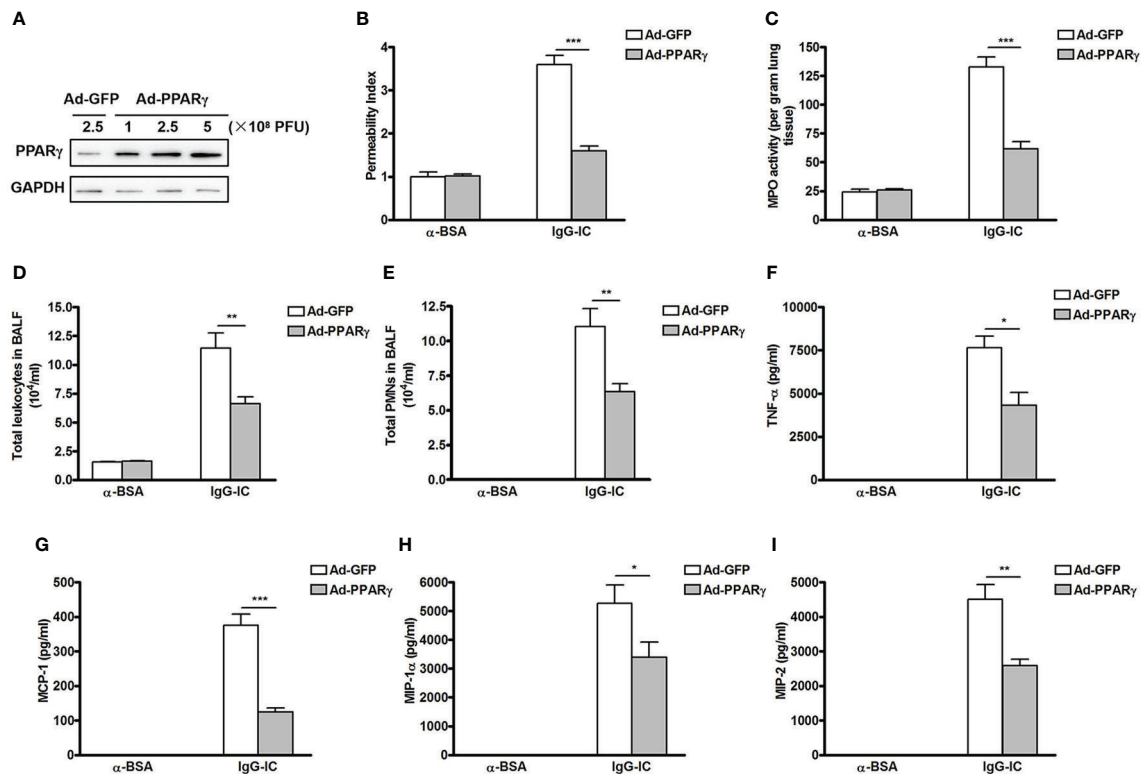 A
Ad-GFP Ad-PPARγ
2.5 1 2.5 5 (×10⁸ PFU)
PPARγ
GAPDH
B
Permeability Index
4
3
2
1
0
***
α-BSA IgG-IC
Ad-GFP
Ad-PPARγ
C
MPO activity (per gram lung
tissue)
150
125
100
75
50
25
0
***
α-BSA IgG-IC
Ad-GFP
Ad-PPARγ
D
Total leukocytes in BALF
(10⁴/ml)
15.0
12.5
10.0
7.5
5.0
2.5
0.0
**
α-BSA IgG-IC
Ad-GFP
Ad-PPARγ
E
Total PMNs in BALF
(10⁴/ml)
12.5
10.0
7.5
5.0
2.5
0.0
**
α-BSA IgG-IC
Ad-GFP
Ad-PPARγ
F
TNF-α (pg/ml)
10000
7500
5000
2500
0
*
α-BSA IgG-IC
Ad-GFP
Ad-PPARγ
G
MCP-1 (pg/ml)
500
400
300
200
100
0
***
α-BSA IgG-IC
Ad-GFP
Ad-PPARγ
H
MIP-1α (pg/ml)
6000
5000
4000
3000
2000
1000
0
*
α-BSA IgG-IC
Ad-GFP
Ad-PPARγ
I
MIP-2 (pg/ml)
5000
4000
3000
2000
1000
0
**
α-BSA IgG-IC
Ad-GFP
Ad-PPARγ